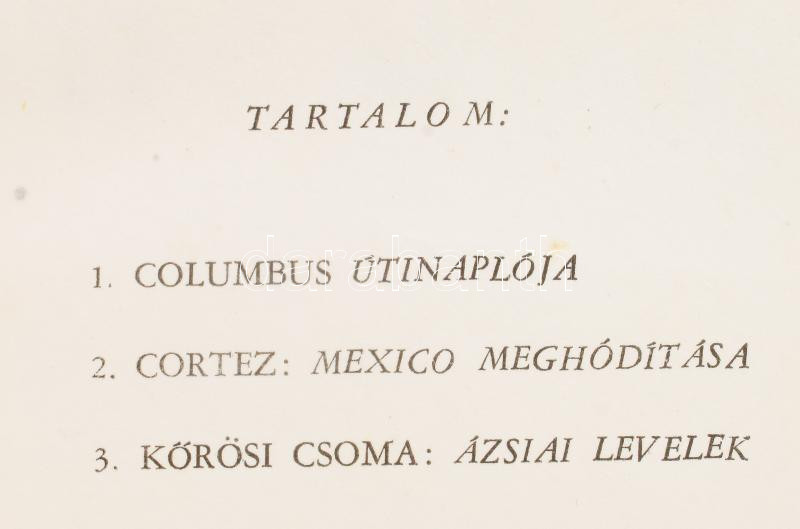 TARTALOM:
1. COLUMBUS ÚTINAPLÓJA
2. CORTEZ: MEXICO MEGHÓDÍTÁSA
3. KŐRÖSI CSOMA: ÁZSIAI LEVELEK